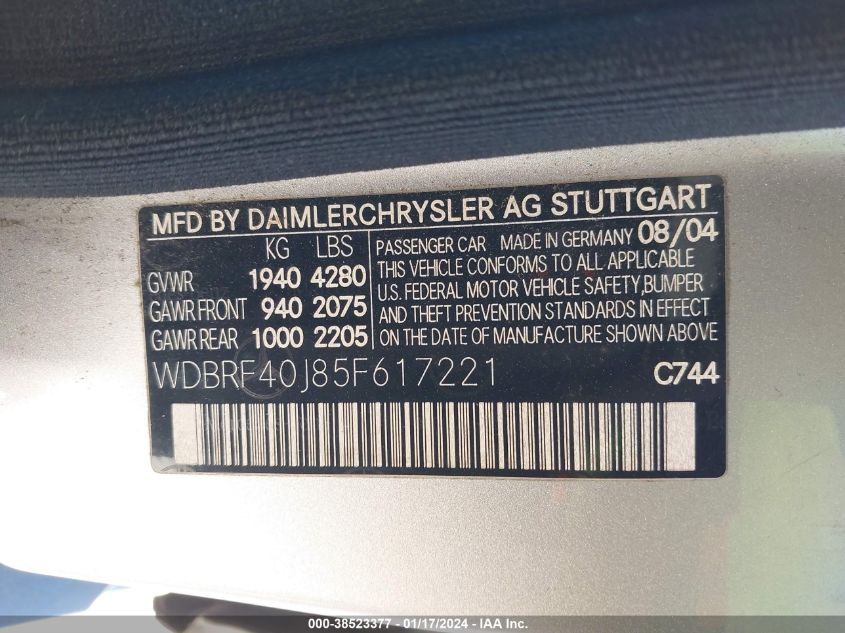 MFD BY DAIMLERCHRYSLER AG STUTTGART
KG LBS
GVWR 1940 4280
GAWR FRONT 940 2075
GAWR REAR 1000 2205
PASSENGER CAR MADE IN GERMANY 08/04
THIS VEHICLE CONFORMS TO ALL APPLICABLE
U.S. FEDERAL MOTOR VEHICLE SAFETY, BUMPER
AND THEFT PREVENTION STANDARDS IN EFFECT
ON THE DATE OF MANUFACTURE SHOWN ABOVE
WDBRF40J85F617221 C744
000-38523377 - 01/17/2024 - IAA Inc.